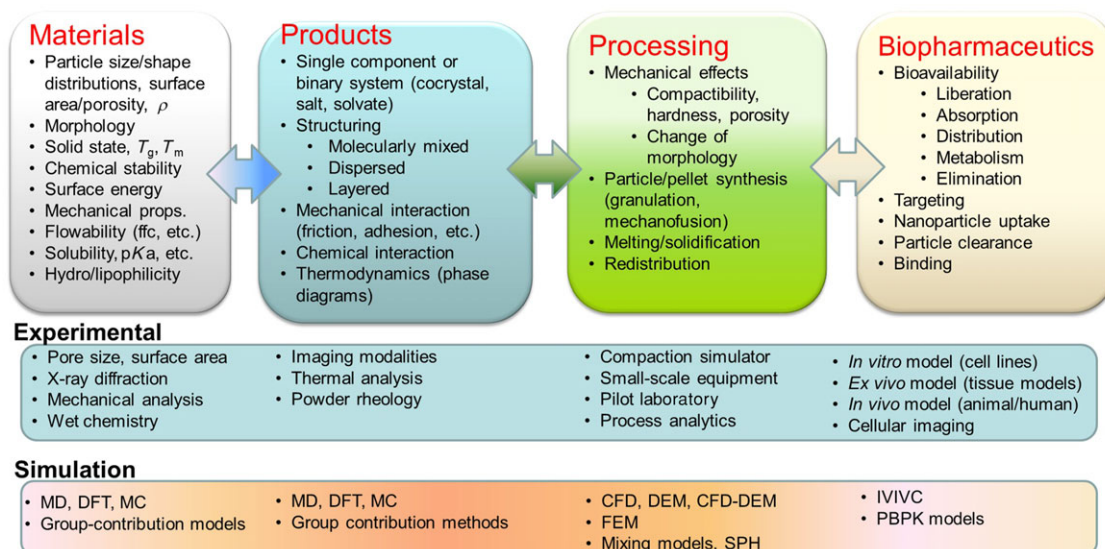 Materials
• Particle size/shape
distributions, surface
area/porosity, ρ
• Morphology
• Solid state, Tg, Tm
• Chemical stability
• Surface energy
• Mechanical props.
• Flowability (ffc, etc.)
• Solubility, pKa, etc.
• Hydro/lipophilicity
Products
• Single component or
binary system (cocrystal,
salt, solvate)
• Structuring
• Molecularly mixed
• Dispersed
• Layered
• Mechanical interaction
(friction, adhesion, etc.)
• Chemical interaction
• Thermodynamics (phase
diagrams)
Processing
• Mechanical effects
• Compactibility,
hardness, porosity
• Change of
morphology
• Particle/pellet synthesis
(granulation,
mechanofusion)
• Melting/solidification
• Redistribution
Biopharmaceutics
• Bioavailability
• Liberation
• Absorption
• Distribution
• Metabolism
• Elimination
• Targeting
• Nanoparticle uptake
• Particle clearance
• Binding
Experimental
• Pore size, surface area
• X-ray diffraction
• Mechanical analysis
• Wet chemistry
• Imaging modalities
• Thermal analysis
• Powder rheology
• Compaction simulator
• Small-scale equipment
• Pilot laboratory
• Process analytics
• In vitro model (cell lines)
• Ex vivo model (tissue models)
• In vivo model (animal/human)
• Cellular imaging
Simulation
• MD, DFT, MC
• Group-contribution models
• MD, DFT, MC
• Group contribution methods
• CFD, DEM, CFD-DEM
• FEM
• Mixing models, SPH
• IVIVC
• PBPK models